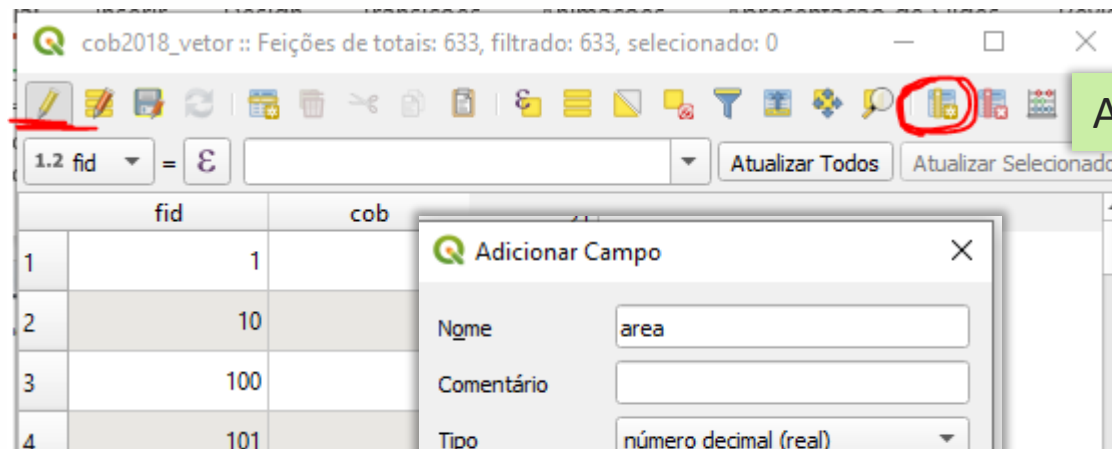 cob2018_vetor :: Feições de totais: 633, filtrado: 633, selecionado: 0
A
1.2 fid = ε Atualizar Todos Atualizar Selecionado
fid cob
1 1
2 10
3 100
4 101
Adicionar Campo
Nome area
Comentário
Tipo número decimal (real)